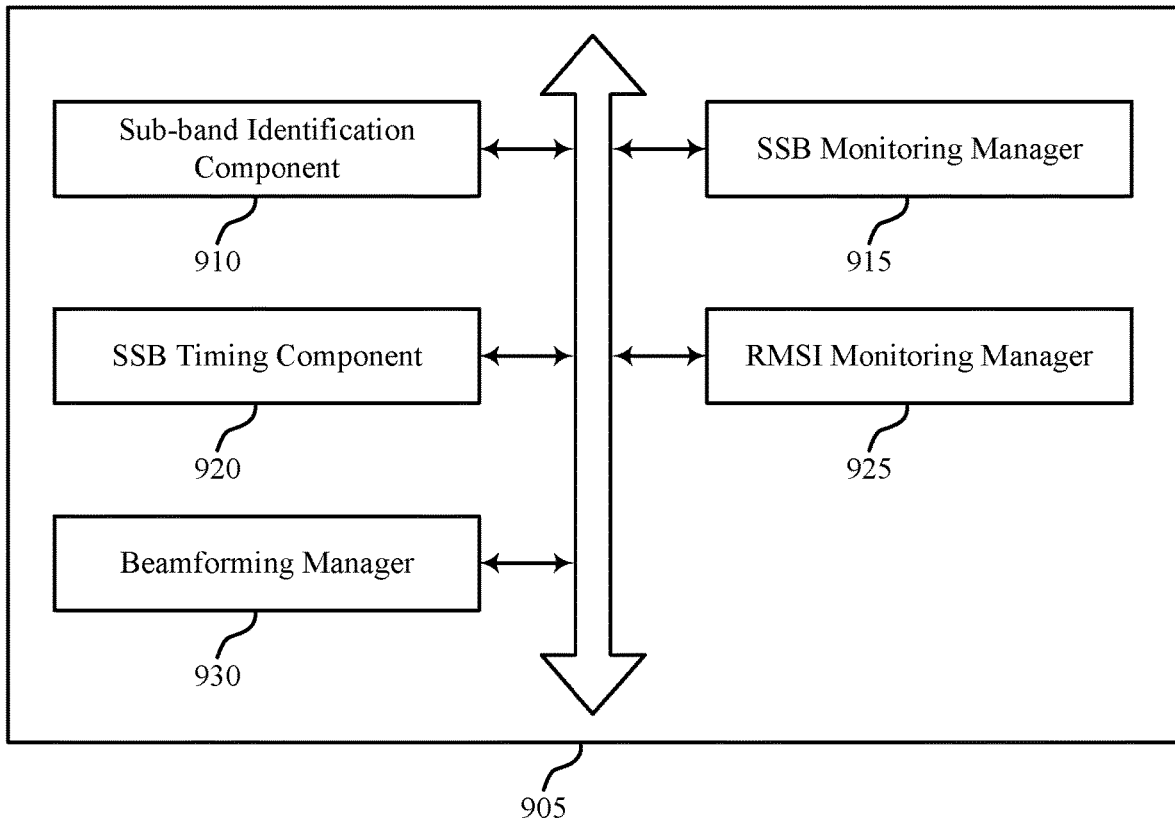 Sub-band Identification
Component
910
SSB Monitoring Manager
915
SSB Timing Component
920
RMSI Monitoring Manager
925
Beamforming Manager
930
905